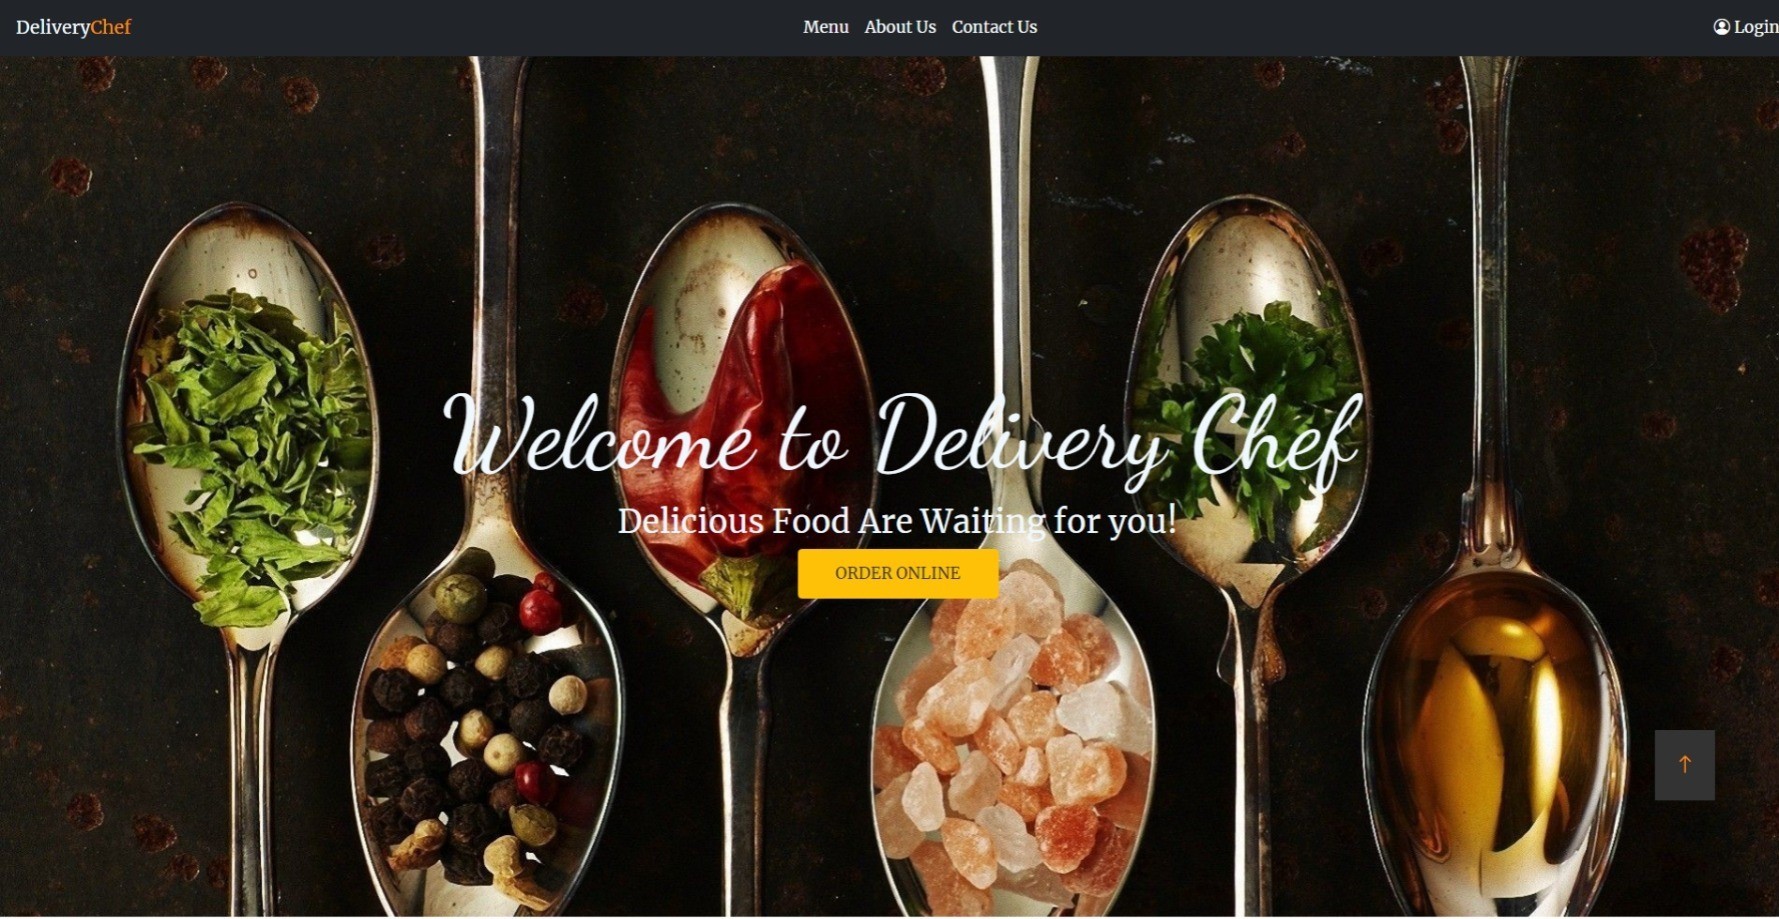 DeliveryChef
Menu About Us Contact Us
Login
Welcome to Delivery Chef
Delicious Food Are Waiting for you!
ORDER ONLINE